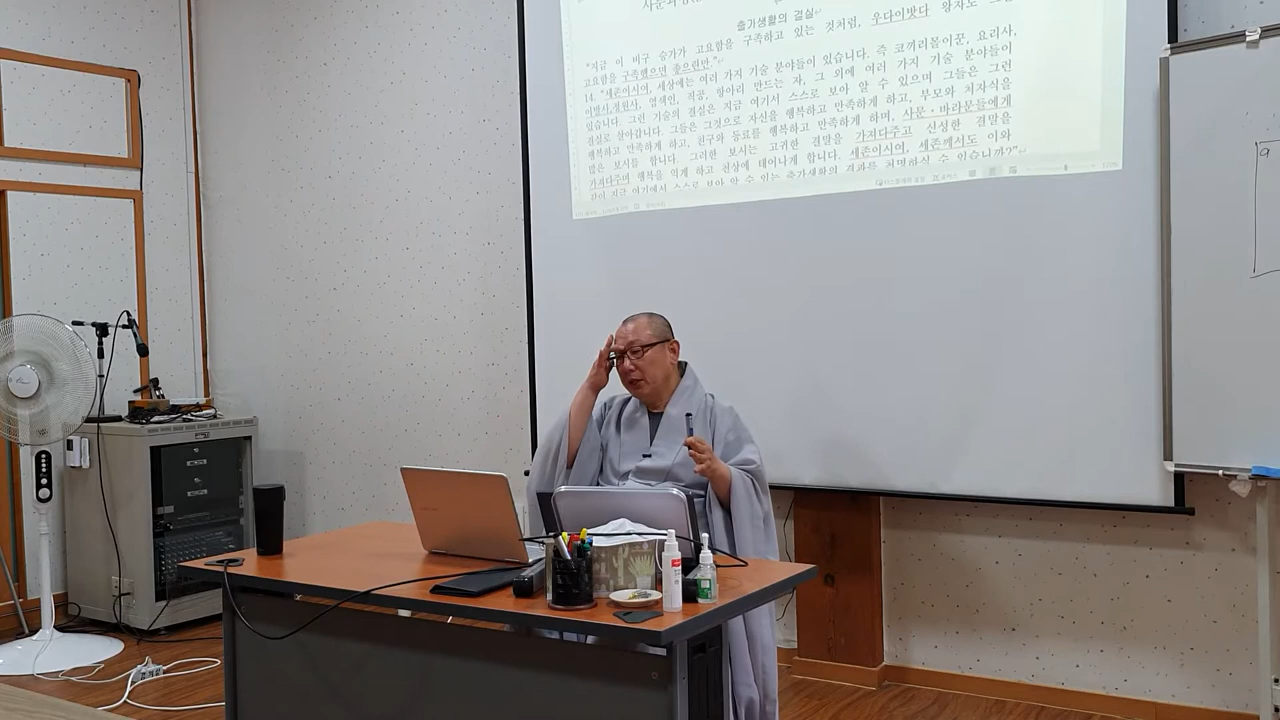 출가생활의 결실
"지금 이 비구 승가가 고요함을 구족하고 있는 것처럼, 우다이밧다 왕자도
고요함을 구족했으면 좋으련만."
14. "세존이시여, 세상에는 여러 가지 기술 분야들이 있습니다. 즉 코끼리몰이꾼, 요리사,
이발사, 정원사, 염색인, 직공, 항아리 만드는 자, 그 외에 여러 가지 기술 분야들이
있습니다. 그런 기술의 결실은 지금 여기서 스스로 보아 알 수 있으며 그들은 그런
결실로 살아갑니다. 그들은 그것으로 자신을 행복하고 만족하게 하고, 부모와 처자식을
행복하고 만족하게 하고, 친구와 동료를 행복하고 만족하게 하며, 사문·바라문들에게
많은 보시를 합니다. 그러한 보시는 고귀한 결말을 가져다주고 신성한 결말을
가져다주며 행복을 익게 하고 천상에 태어나게 합니다. 세존이시여, 세존께서도 이와
같이 지금 여기에서 스스로 보아 알 수 있는 출가생활의 결과를 천명하실 수 있습니까?"